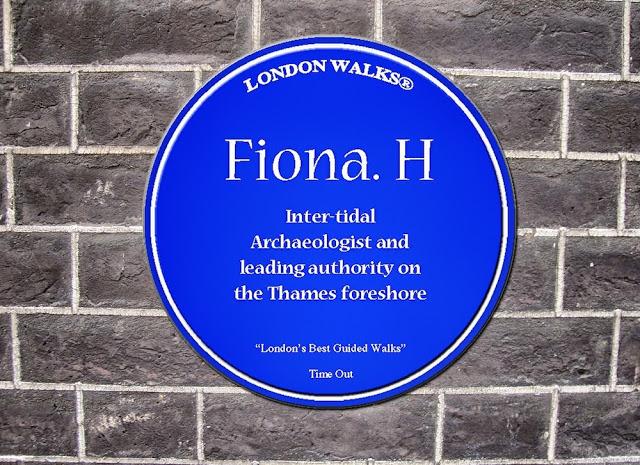 LONDON WALKS®
Fiona. H
Inter-tidal
Archaeologist and
leading authority on
the Thames foreshore
“London's Best Guided Walks”
Time Out